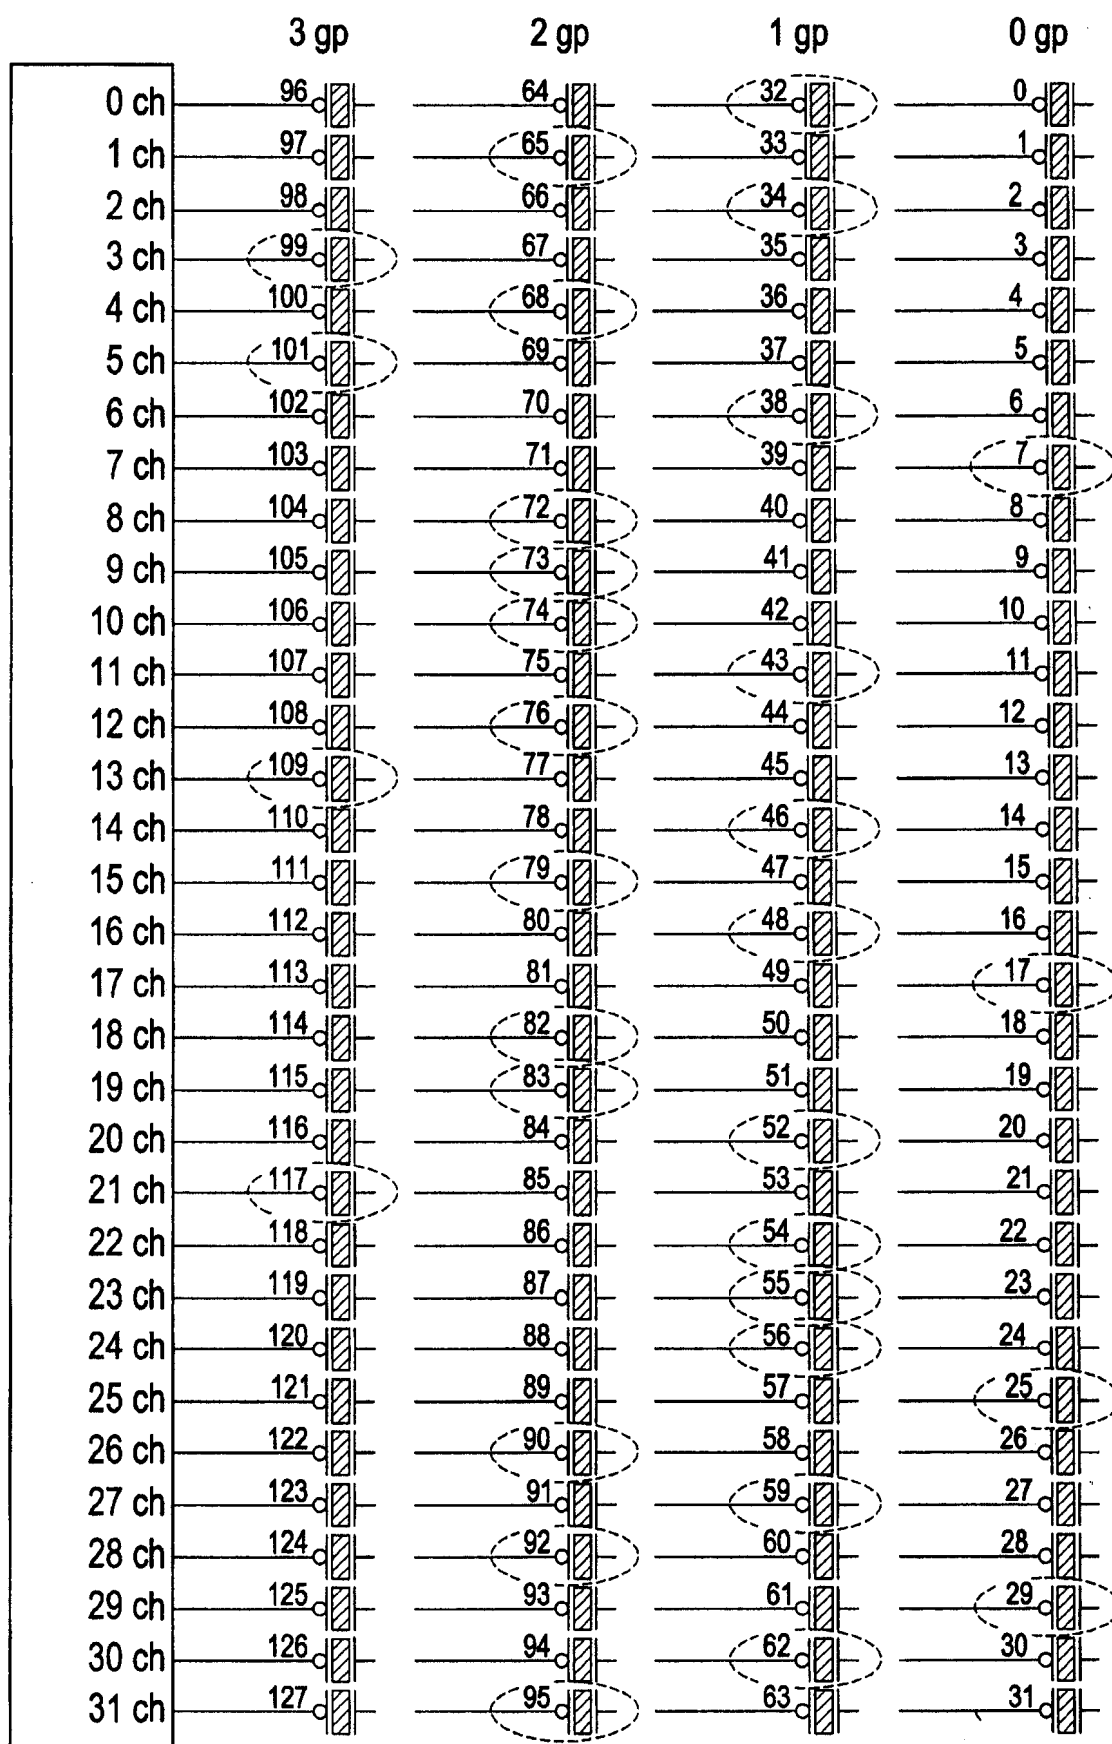 3 gp 2 gp 1 gp 0 gp
0 ch 96 64 32 0
1 ch 97 65 33 1
2 ch 98 66 34 2
3 ch 99 67 35 3
4 ch 100 68 36 4
5 ch 101 69 37 5
6 ch 102 70 38 6
7 ch 103 71 39 7
8 ch 104 72 40 8
9 ch 105 73 41 9
10 ch 106 74 42 10
11 ch 107 75 43 11
12 ch 108 76 44 12
13 ch 109 77 45 13
14 ch 110 78 46 14
15 ch 111 79 47 15
16 ch 112 80 48 16
17 ch 113 81 49 17
18 ch 114 82 50 18
19 ch 115 83 51 19
20 ch 116 84 52 20
21 ch 117 85 53 21
22 ch 118 86 54 22
23 ch 119 87 55 23
24 ch 120 88 56 24
25 ch 121 89 57 25
26 ch 122 90 58 26
27 ch 123 91 59 27
28 ch 124 92 60 28
29 ch 125 93 61 29
30 ch 126 94 62 30
31 ch 127 95 63 31